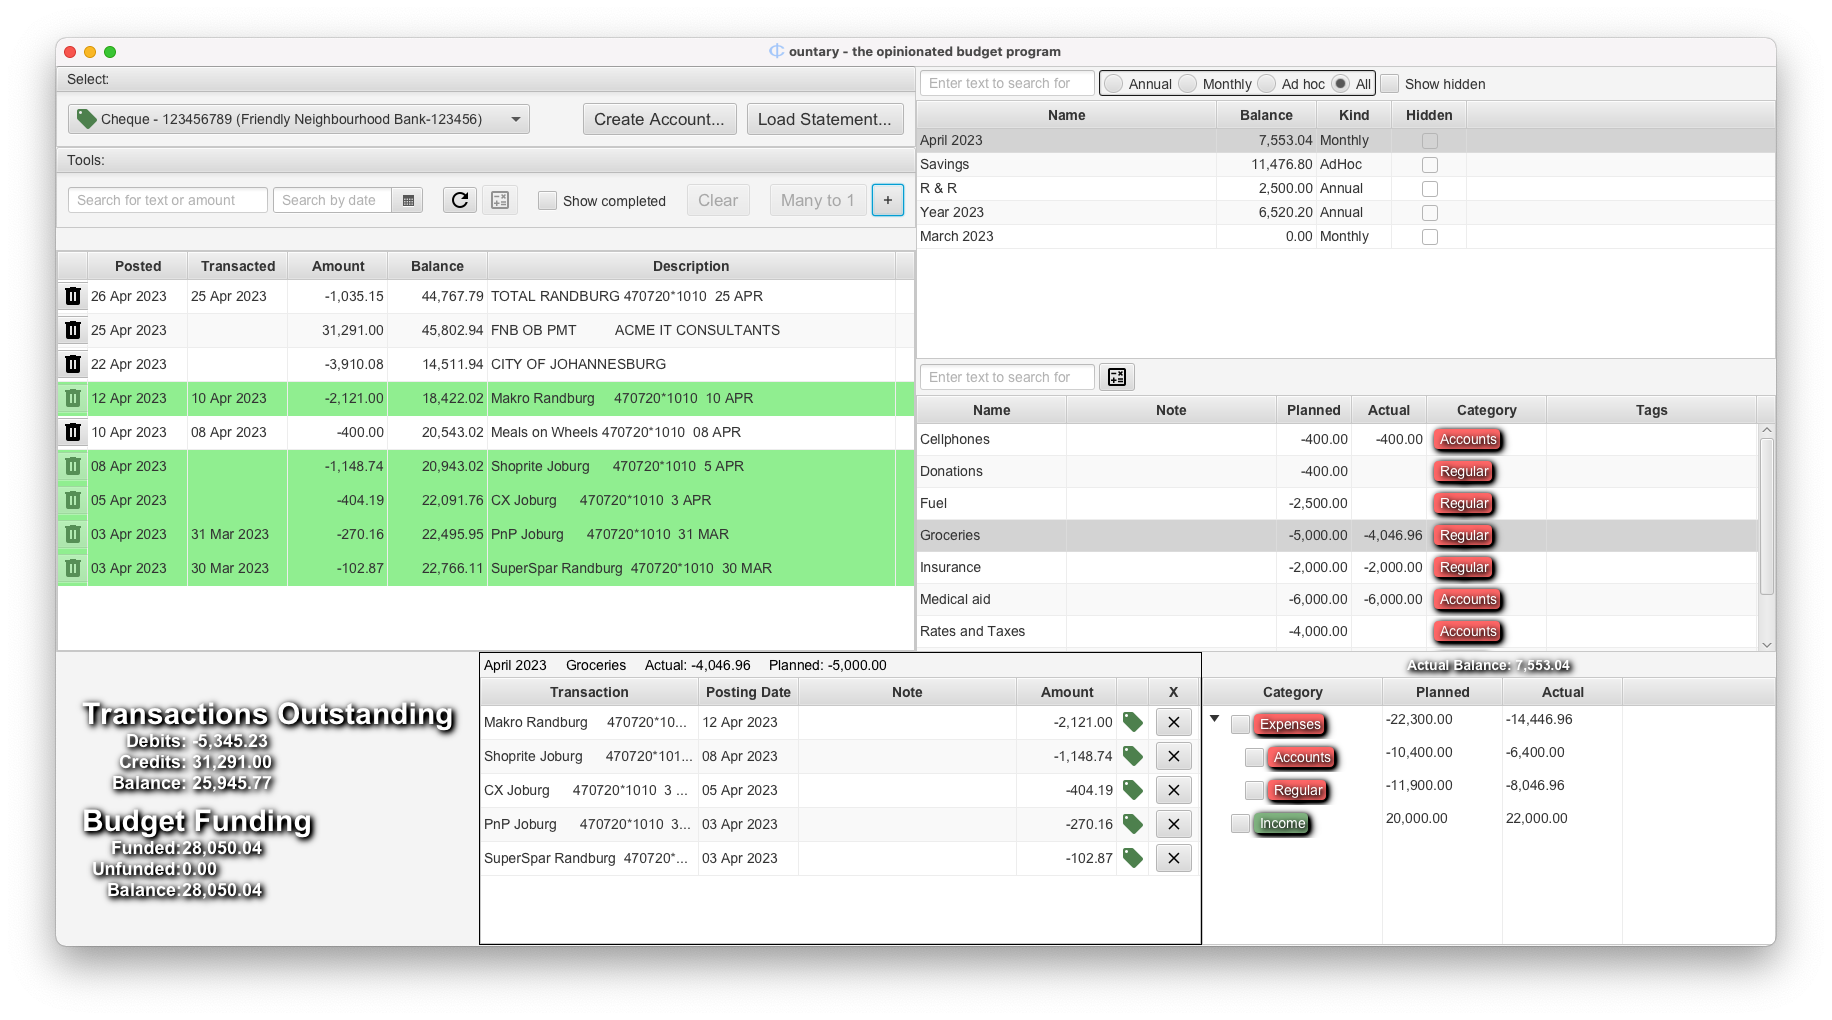 ountary - the opinionated budget program
Select:
Cheque - 123456789 (Friendly Neighbourhood Bank-123456)
Create Account...
Load Statement...
Tools:
Search for text or amount
Search by date
Show completed
Clear
Many to 1
+
Posted Transacted Amount Balance Description
26 Apr 2023 25 Apr 2023 -1,035.15 44,767.79 TOTAL RANDBURG 470720*1010 25 APR
25 Apr 2023 31,291.00 45,802.94 FNB OB PMT ACME IT CONSULTANTS
22 Apr 2023 -3,910.08 14,511.94 CITY OF JOHANNESBURG
12 Apr 2023 10 Apr 2023 -2,121.00 18,422.02 Makro Randburg 470720*1010 10 APR
10 Apr 2023 08 Apr 2023 -400.00 20,543.02 Meals on Wheels 470720*1010 08 APR
08 Apr 2023 -1,148.74 20,943.02 Shoprite Joburg 470720*1010 5 APR
05 Apr 2023 -404.19 22,091.76 CX Joburg 470720*1010 3 APR
03 Apr 2023 31 Mar 2023 -270.16 22,495.95 PnP Joburg 470720*1010 31 MAR
03 Apr 2023 30 Mar 2023 -102.87 22,766.11 SuperSpar Randburg 470720*1010 30 MAR
Enter text to search for
Annual Monthly Ad hoc All Show hidden
Name Balance Kind Hidden
April 2023 7,553.04 Monthly
Savings 11,476.80 AdHoc
R & R 2,500.00 Annual
Year 2023 6,520.20 Annual
March 2023 0.00 Monthly
Enter text to search for
Name Note Planned Actual Category Tags
Cellphones -400.00 -400.00 Accounts
Donations -400.00 Regular
Fuel -2,500.00 Regular
Groceries -5,000.00 -4,046.96 Regular
Insurance -2,000.00 -2,000.00 Regular
Medical aid -6,000.00 -6,000.00 Accounts
Rates and Taxes -4,000.00 Accounts
Transactions Outstanding
Debits: -5,345.23
Credits: 31,291.00
Balance: 25,945.77
Budget Funding
Funded:28,050.04
Unfunded:0.00
Balance:28,050.04
April 2023 Groceries Actual: -4,046.96 Planned: -5,000.00
Transaction Posting Date Note Amount X
Makro Randburg 470720*10... 12 Apr 2023 -2,121.00
Shoprite Joburg 470720*101... 08 Apr 2023 -1,148.74
CX Joburg 470720*1010 3 ... 05 Apr 2023 -404.19
PnP Joburg 470720*1010 3... 03 Apr 2023 -270.16
SuperSpar Randburg 470720*... 03 Apr 2023 -102.87
Actual Balance: 7,553.04
Category Planned Actual
Expenses -22,300.00 -14,446.96
Accounts -10,400.00 -6,400.00
Regular -11,900.00 -8,046.96
Income 20,000.00 22,000.00